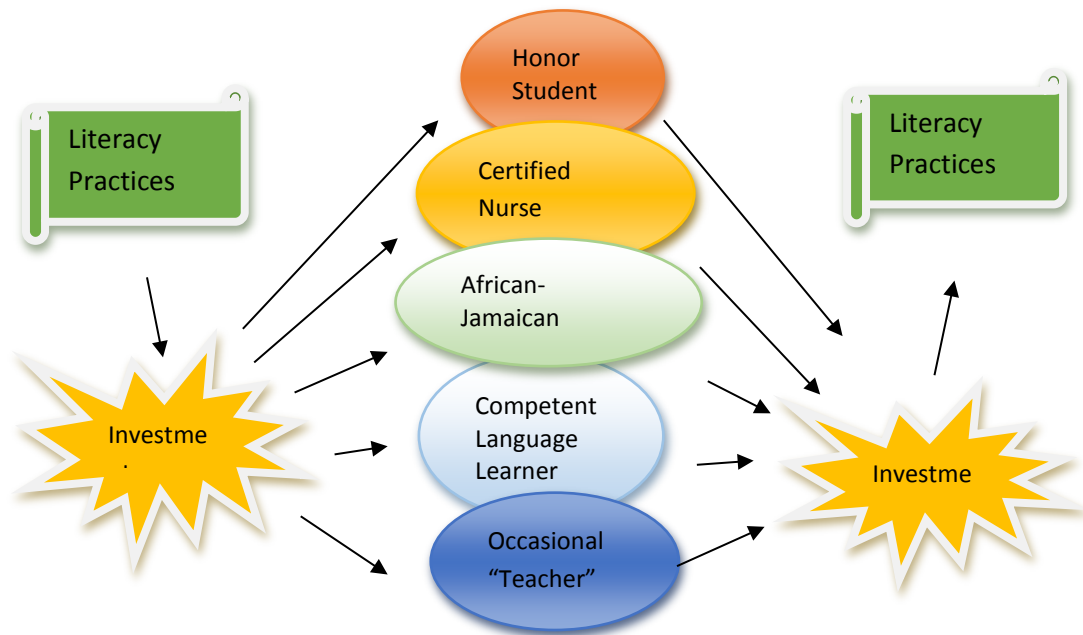 Literacy
Practices
Investme
.
Honor
Student
Certified
Nurse
African-
Jamaican
Competent
Language
Learner
Occasional
“Teacher”
Literacy
Practices
Investme